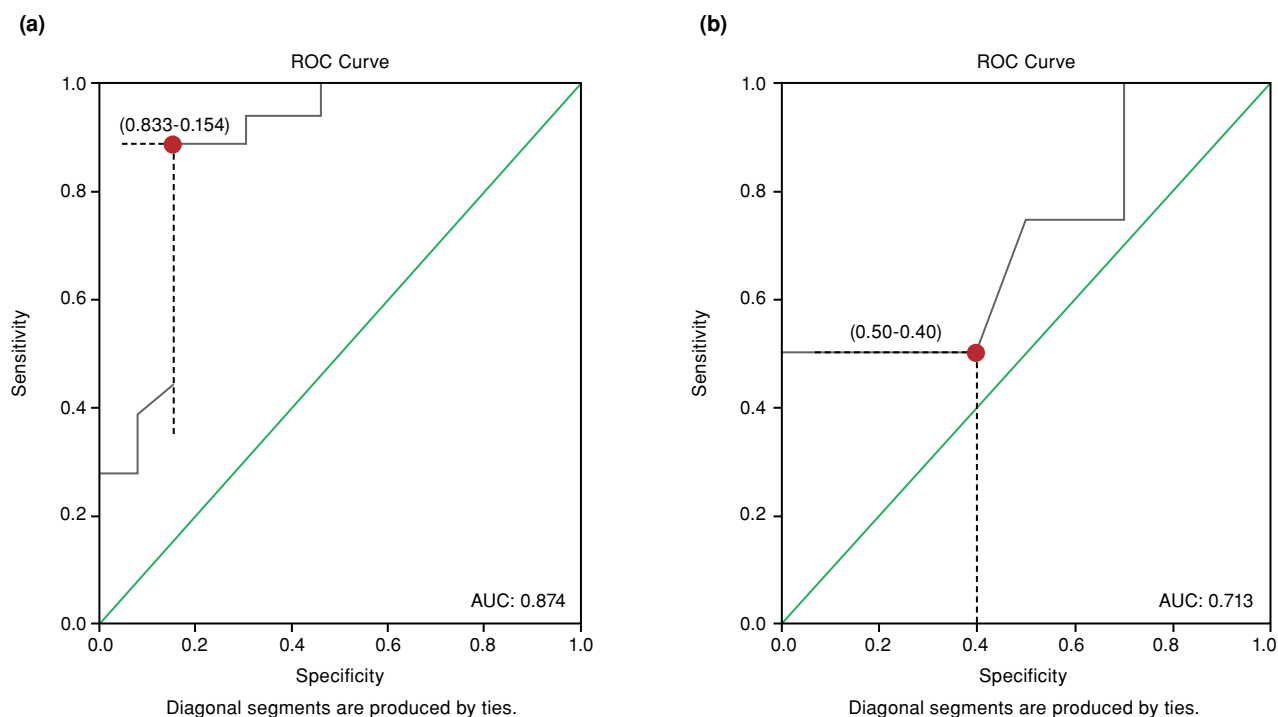 (a)
ROC Curve
1.0
0.8
0.6
0.4
0.2
0.0
Sensitivity
(0.833-0.154)
AUC: 0.874
0.0 0.2 0.4 0.6 0.8 1.0
Specificity
Diagonal segments are produced by ties.
(b)
ROC Curve
1.0
0.8
0.6
0.4
0.2
0.0
Sensitivity
(0.50-0.40)
AUC: 0.713
0.0 0.2 0.4 0.6 0.8 1.0
Specificity
Diagonal segments are produced by ties.